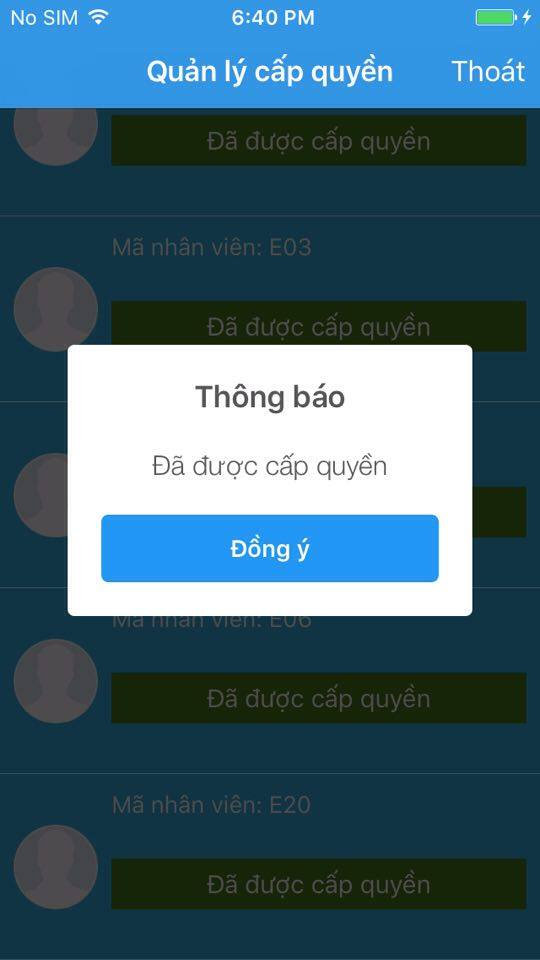 No SIM 6:40 PM
Quản lý cấp quyền Thoát
Đã được cấp quyền
Mã nhân viên: E03
Đã được cấp quyền
Thông báo
Đã được cấp quyền
Đồng ý
Mã nhân viên: E06
Đã được cấp quyền
Mã nhân viên: E20
Đã được cấp quyền